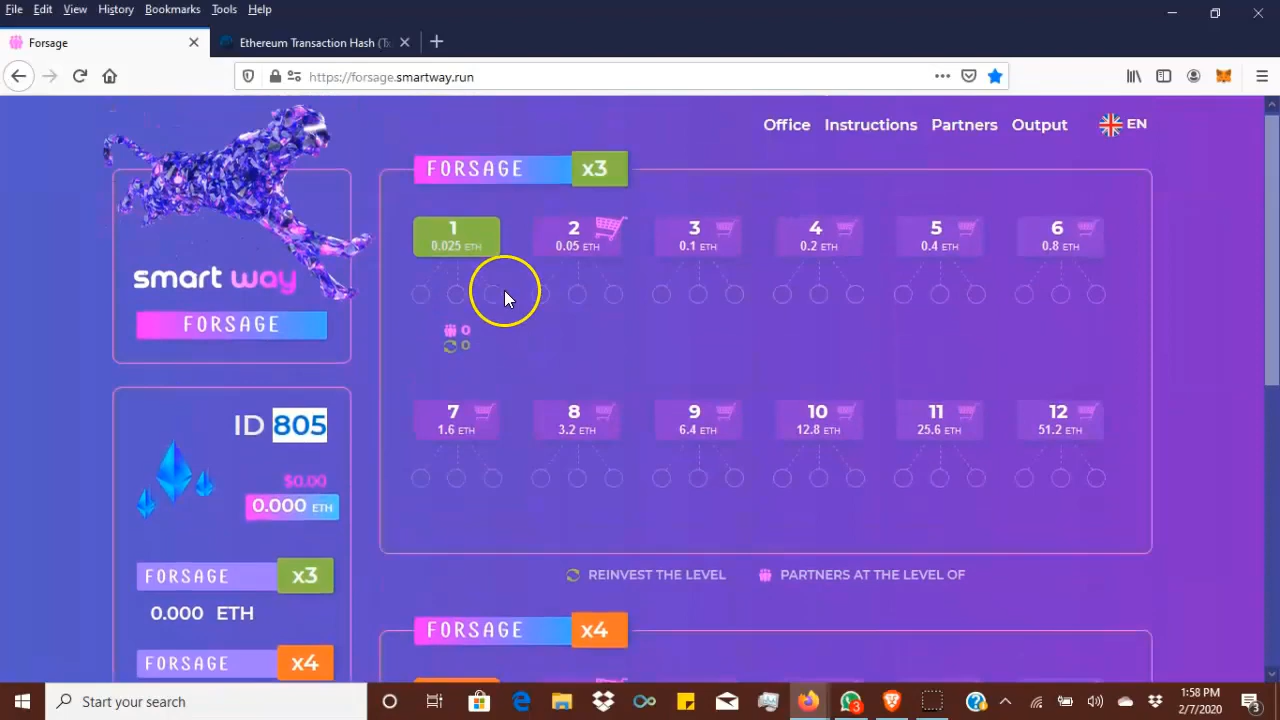 File Edit View History Bookmarks Tools Help
Forsage
Ethereum Transaction Hash (Tx
https://forsage.smartway.run
Office Instructions Partners Output EN
smart way
FORSAGE
FORSAGE x3
1 2 3 4 5 6
0.025 ETH 0.05 ETH 0.1 ETH 0.2 ETH 0.4 ETH 0.8 ETH
0
0
7 8 9 10 11 12
1.6 ETH 3.2 ETH 6.4 ETH 12.8 ETH 25.6 ETH 51.2 ETH
REINVEST THE LEVEL PARTNERS AT THE LEVEL OF
ID 805
$0.00
0.000 ETH
FORSAGE x3
0.000 ETH
FORSAGE x4
FORSAGE x4
Start your search
3
1:58 PM
2/7/2020
3